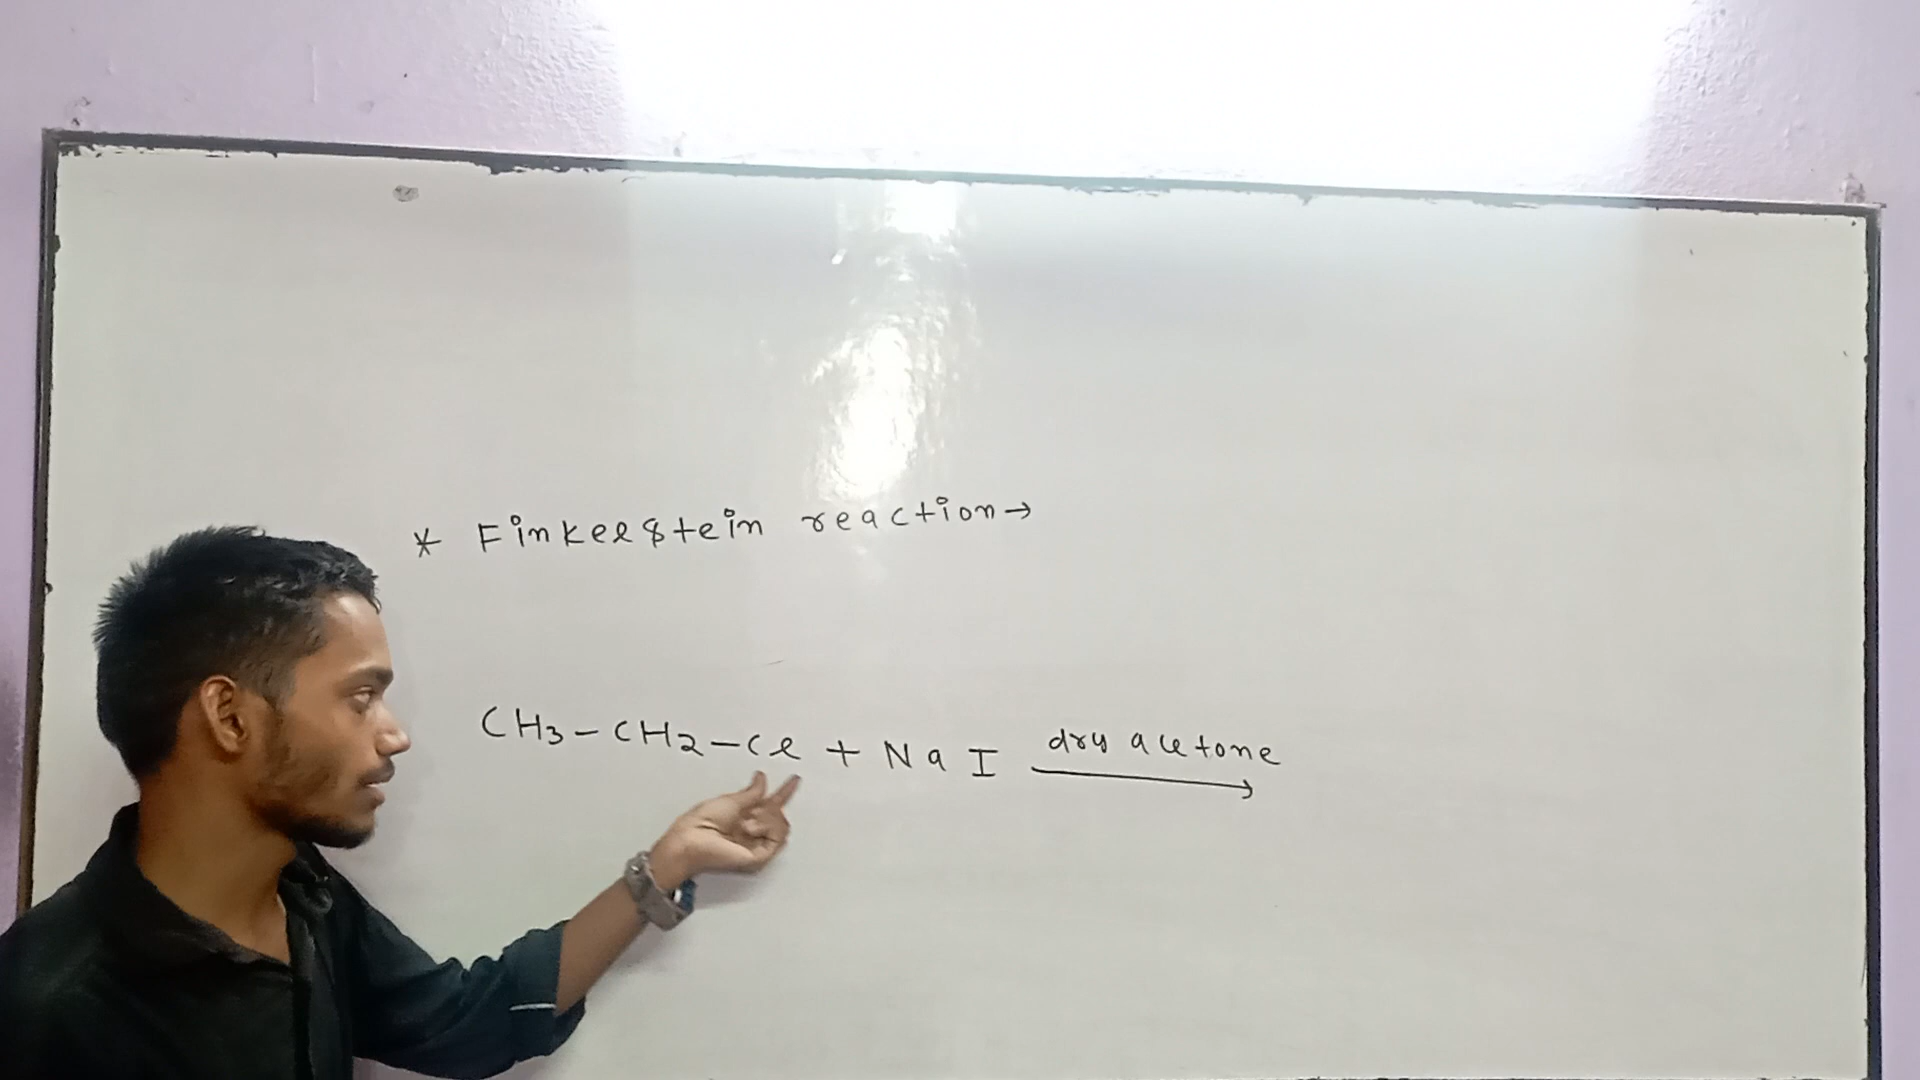 * Finkelstein reaction →
CH3-CH2-Cl + NaI dry acetone →